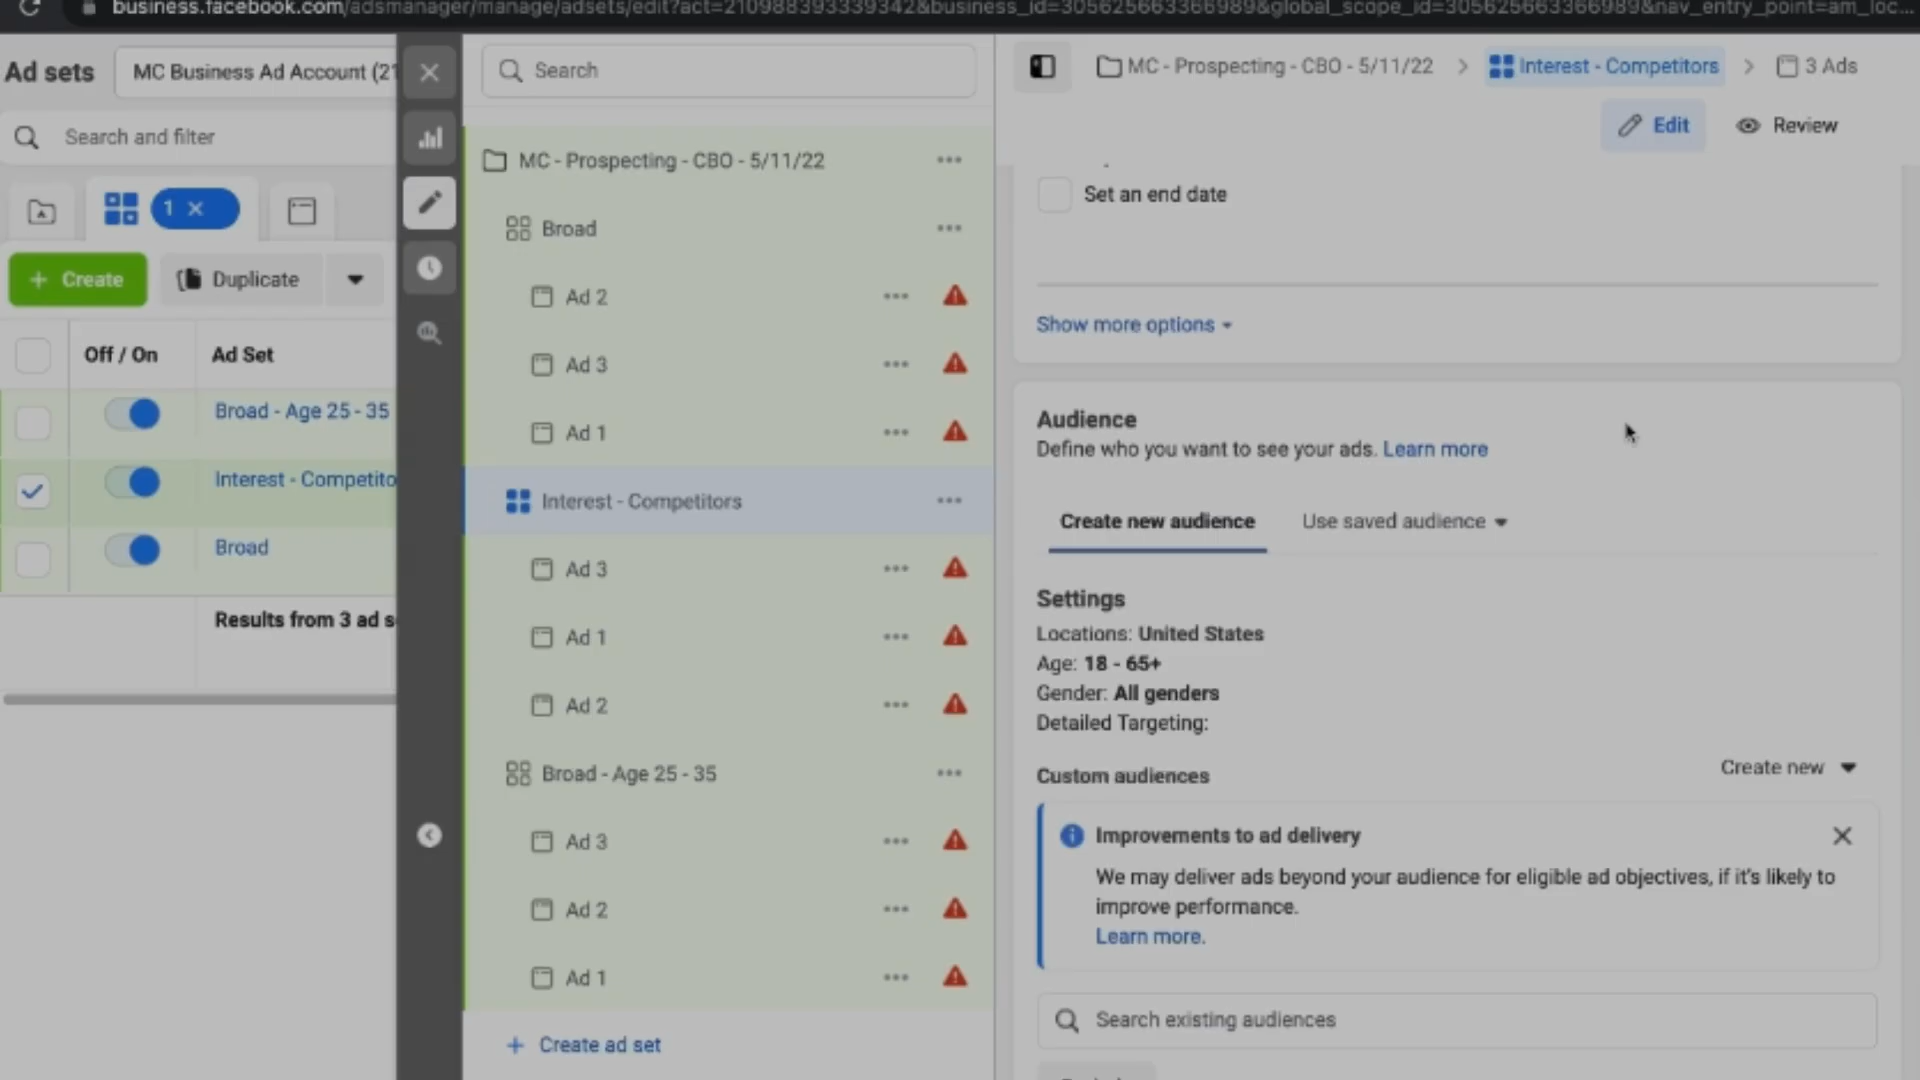 business.facebook.com/adsmanager/manage/adsets/edit?act=210988393339342&business_id=305625663366989&global_scope_id=305625663366989&nav_entry_point=am_loc...
Ad sets
MC Business Ad Account (21
Search and filter
1
Create
Duplicate
Off / On
Ad Set
Broad - Age 25 - 35
Interest - Competito
Broad
Results from 3 ad s
Search
MC - Prospecting - CBO - 5/11/22
Broad
Ad 2
Ad 3
Ad 1
Interest - Competitors
Ad 3
Ad 1
Ad 2
Broad - Age 25 - 35
Ad 3
Ad 2
Ad 1
+ Create ad set
MC - Prospecting - CBO - 5/11/22 > Interest - Competitors > 3 Ads
Edit
Review
Set an end date
Show more options
Audience
Define who you want to see your ads. Learn more
Create new audience
Use saved audience
Settings
Locations: United States
Age: 18 - 65+
Gender: All genders
Detailed Targeting:
Custom audiences
Create new
Improvements to ad delivery
We may deliver ads beyond your audience for eligible ad objectives, if it's likely to
improve performance.
Learn more.
Search existing audiences